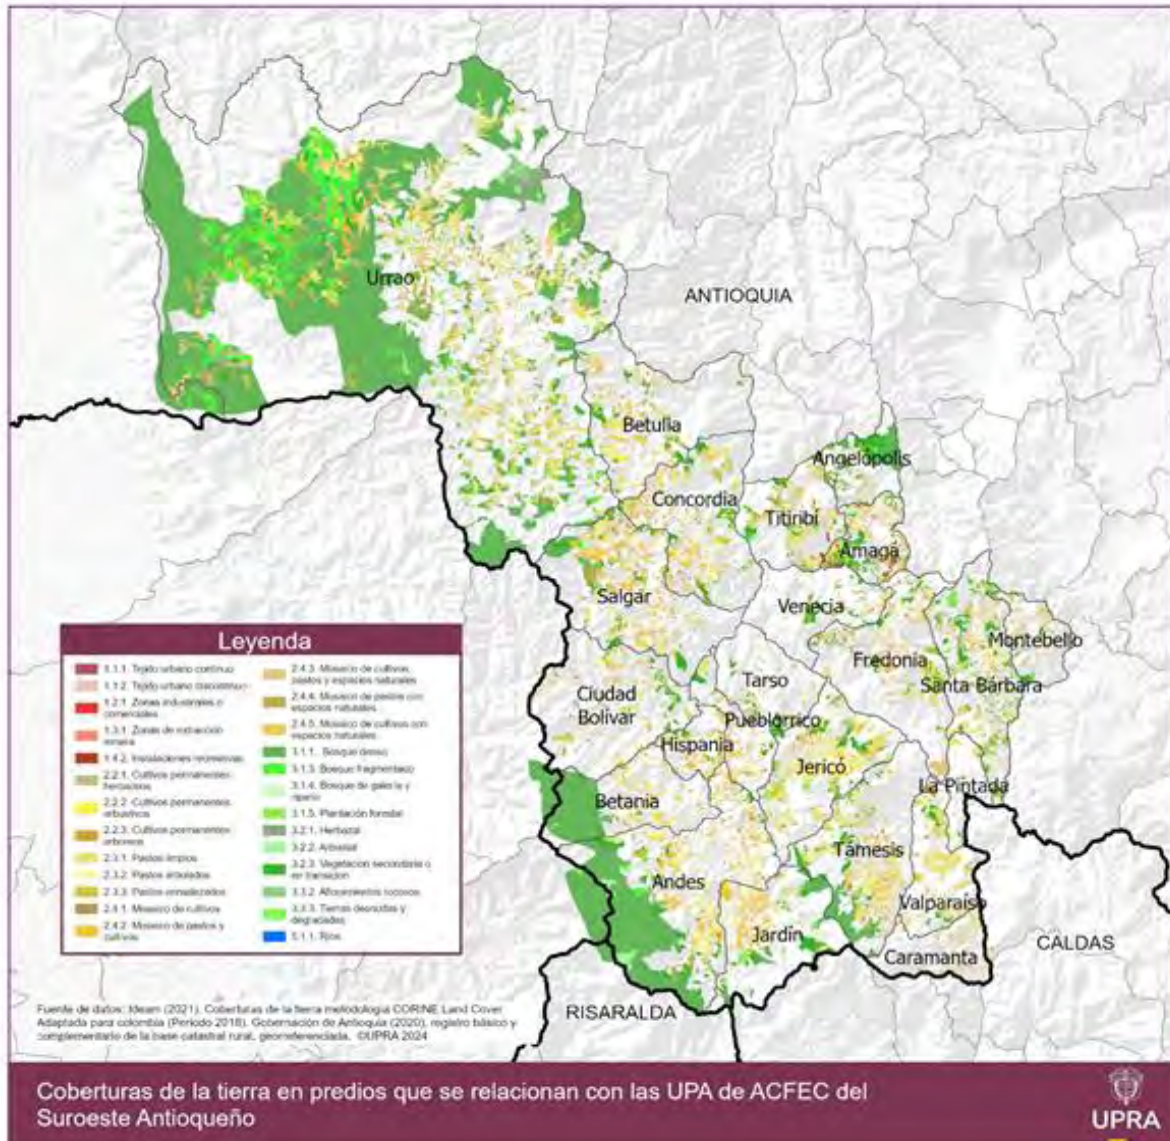 ANTIOQUIA
Urrao
Betulia
Angelópolis
Concordia
Titiribí
Amagá
Salgar
Venecia
Montebello
Fredonia
Leyenda
1.1.1. Tejido urbano continuo
1.1.2. Tejido urbano discontinuo
1.2.1. Zonas industriales o
comerciales
1.3.1. Zonas de extracción
minera
1.4.2. Instalaciones recreativas
2.2.1. Cultivos permanentes
herbáceos
2.2.2. Cultivos permanentes
arbustivos
2.2.3. Cultivos permanentes
arbóreos
2.3.1. Pastos limpios
2.3.2. Pastos arbolados
2.3.3. Pastos enmalezados
2.4.1. Mosaico de cultivos
2.4.2. Mosaico de pastos y
cultivos
2.4.3. Mosaico de cultivos,
pastos y espacios naturales
2.4.4. Mosaico de pastos con
espacios naturales
2.4.5. Mosaico de cultivos con
espacios naturales
3.1.1. Bosque denso
3.1.3. Bosque fragmentado
3.1.4. Bosque de galería y
ripario
3.1.5. Plantación forestal
3.2.1. Herbazal
3.2.2. Arbustal
3.2.3. Vegetación secundaria o
en transición
3.3.2. Afloramientos rocosos
3.3.3. Tierras desnudas y
degradadas
5.1.1. Ríos
Ciudad
Bolívar
Tarso
Santa Bárbara
Pueblorrico
Hispania
Jericó
La Pintada
Betania
Támesis
Andes
Valparaíso
Jardín
Caramanta
CALDAS
RISARALDA
Fuente de datos: Ideam (2021). Coberturas de la tierra metodología CORINE Land Cover
Adaptada para colombia (Periodo 2018). Gobernación de Antioquia (2020), registro básico y
complementario de la base catastral rural, georreferenciada. ©UPRA 2024
Coberturas de la tierra en predios que se relacionan con las UPA de ACFEC del
Suroeste Antioqueño
UPRA